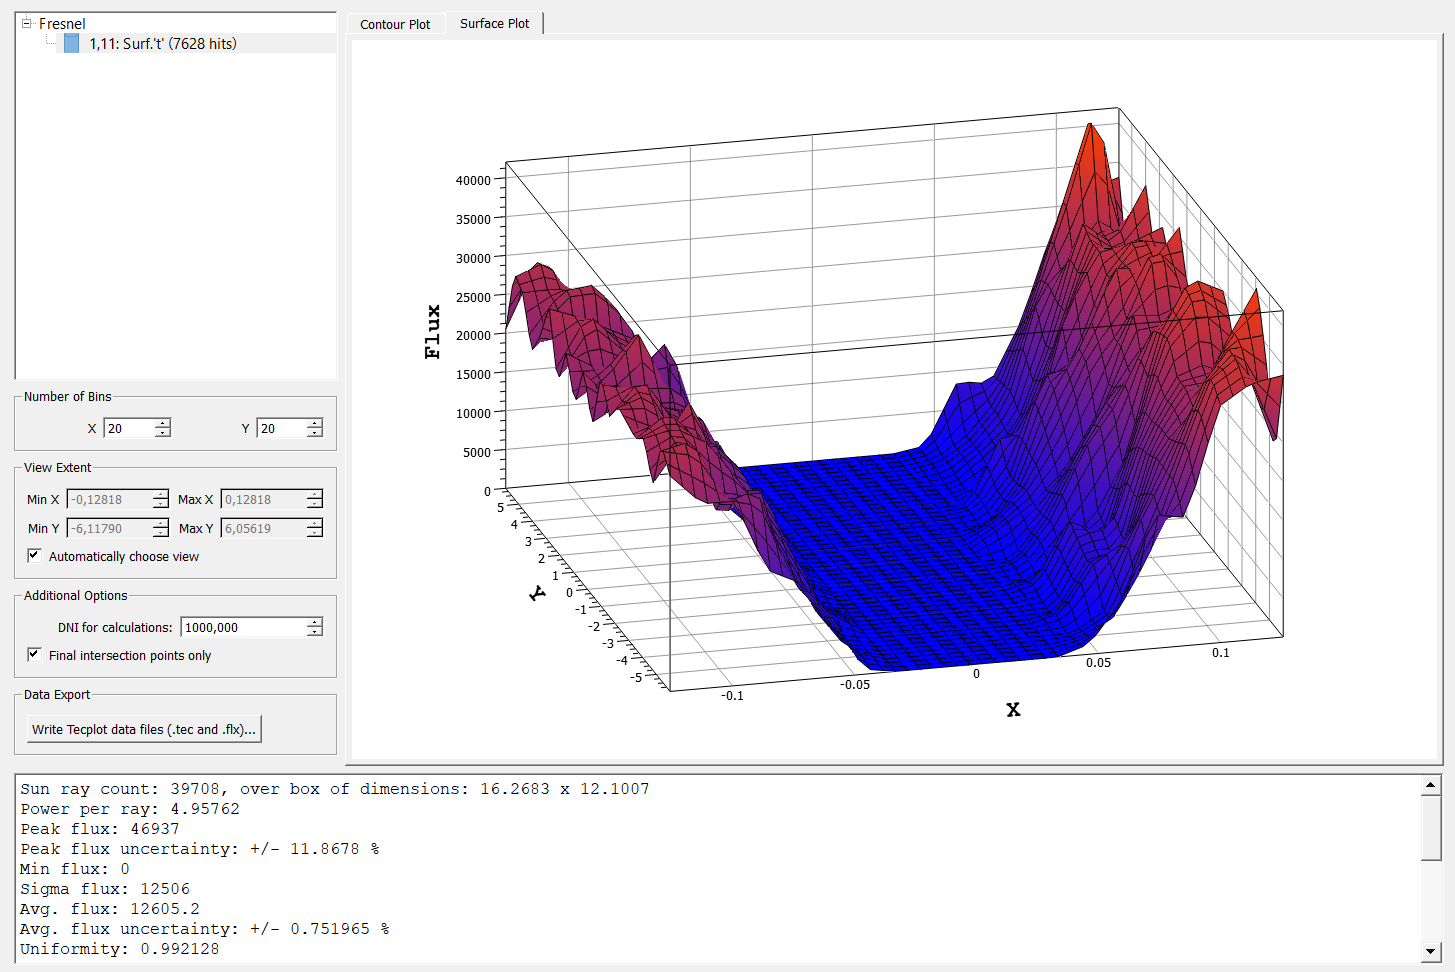 Fresnel
1,11: Surf.'t' (7628 hits)
Contour Plot
Surface Plot
Flux
40000
35000
30000
25000
20000
15000
10000
5000
0
5
4
3
2
1
0
-1
-2
-3
-4
-5
Y
-0.1
-0.05
0
0.05
0.1
X
Number of Bins
X 20 Y 20
View Extent
Min X -0,12818 Max X 0,12818
Min Y -6,11790 Max Y 6,05619
Automatically choose view
Additional Options
DNI for calculations: 1000,000
Final intersection points only
Data Export
Write Tecplot data files (.tec and .flx)...
Sun ray count: 39708, over box of dimensions: 16.2683 x 12.1007
Power per ray: 4.95762
Peak flux: 46937
Peak flux uncertainty: +/- 11.8678 %
Min flux: 0
Sigma flux: 12506
Avg. flux: 12605.2
Avg. flux uncertainty: +/- 0.751965 %
Uniformity: 0.992128